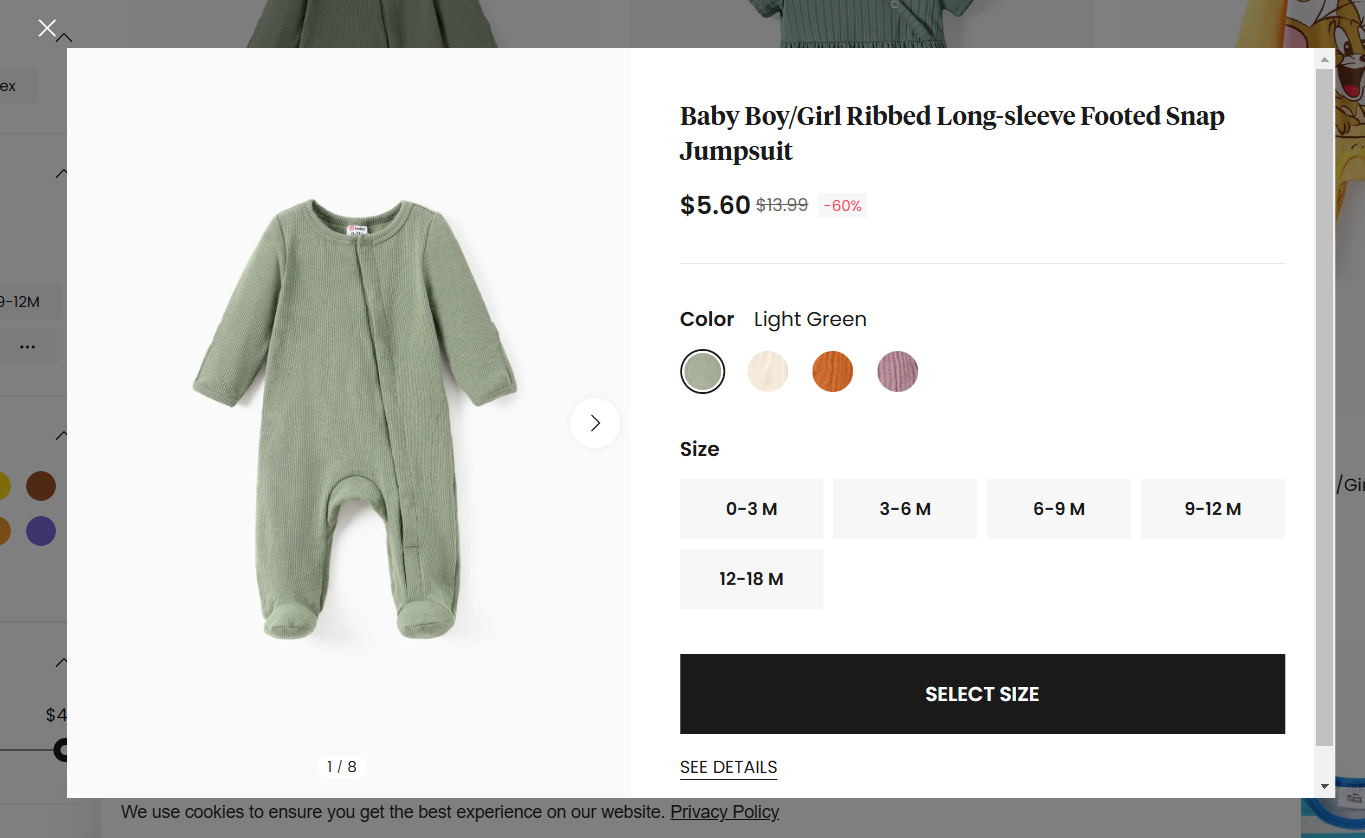 ex
9-12M
...
$4
Baby Boy/Girl Ribbed Long-sleeve Footed Snap
Jumpsuit
$5.60 $13.99 -60%
Color Light Green
Size
0-3 M
3-6 M
6-9 M
9-12 M
12-18 M
SELECT SIZE
SEE DETAILS
1 / 8
/Gir
We use cookies to ensure you get the best experience on our website. Privacy Policy